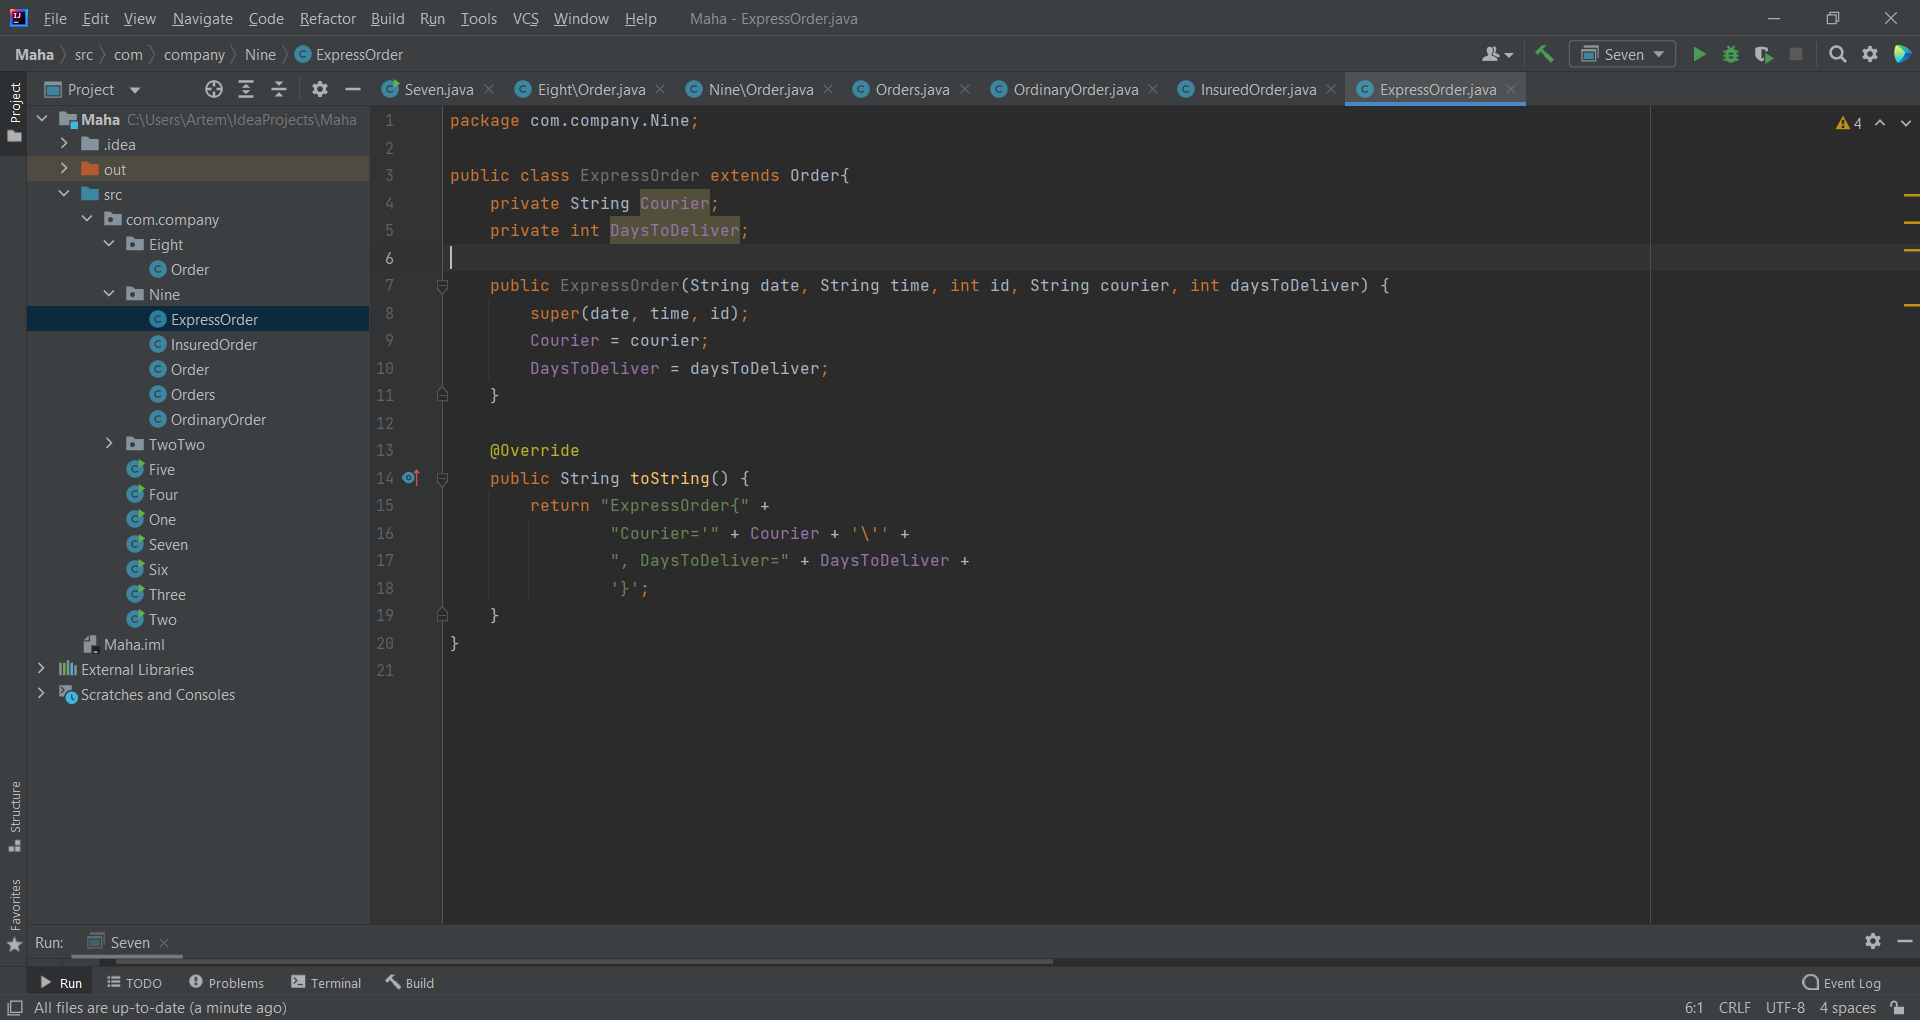 File Edit View Navigate Code Refactor Build Run Tools VCS Window Help Maha - ExpressOrder.java
Maha src com company Nine ExpressOrder Seven
Project Seven.java Eight\Order.java Nine\Order.java Orders.java OrdinaryOrder.java InsuredOrder.java ExpressOrder.java
Project
Structure
Favorites
Maha C:\Users\Artem\IdeaProjects\Maha
.idea
out
src
com.company
Eight
Order
Nine
ExpressOrder
InsuredOrder
Order
Orders
OrdinaryOrder
TwoTwo
Five
Four
One
Seven
Six
Three
Two
Maha.iml
External Libraries
Scratches and Consoles
4
1 package com.company.Nine;
2
3 public class ExpressOrder extends Order{
4     private String Courier;
5     private int DaysToDeliver;
6
7     public ExpressOrder(String date, String time, int id, String courier, int daysToDeliver) {
8         super(date, time, id);
9         Courier = courier;
10         DaysToDeliver = daysToDeliver;
11     }
12
13     @Override
14     public String toString() {
15         return "ExpressOrder{" +
16                 "Courier='" + Courier + '\'' +
17                 ", DaysToDeliver=" + DaysToDeliver +
18                 '}';
19     }
20 }
21
Run: Seven
Run TODO Problems Terminal Build Event Log
All files are up-to-date (a minute ago) 6:1 CRLF UTF-8 4 spaces